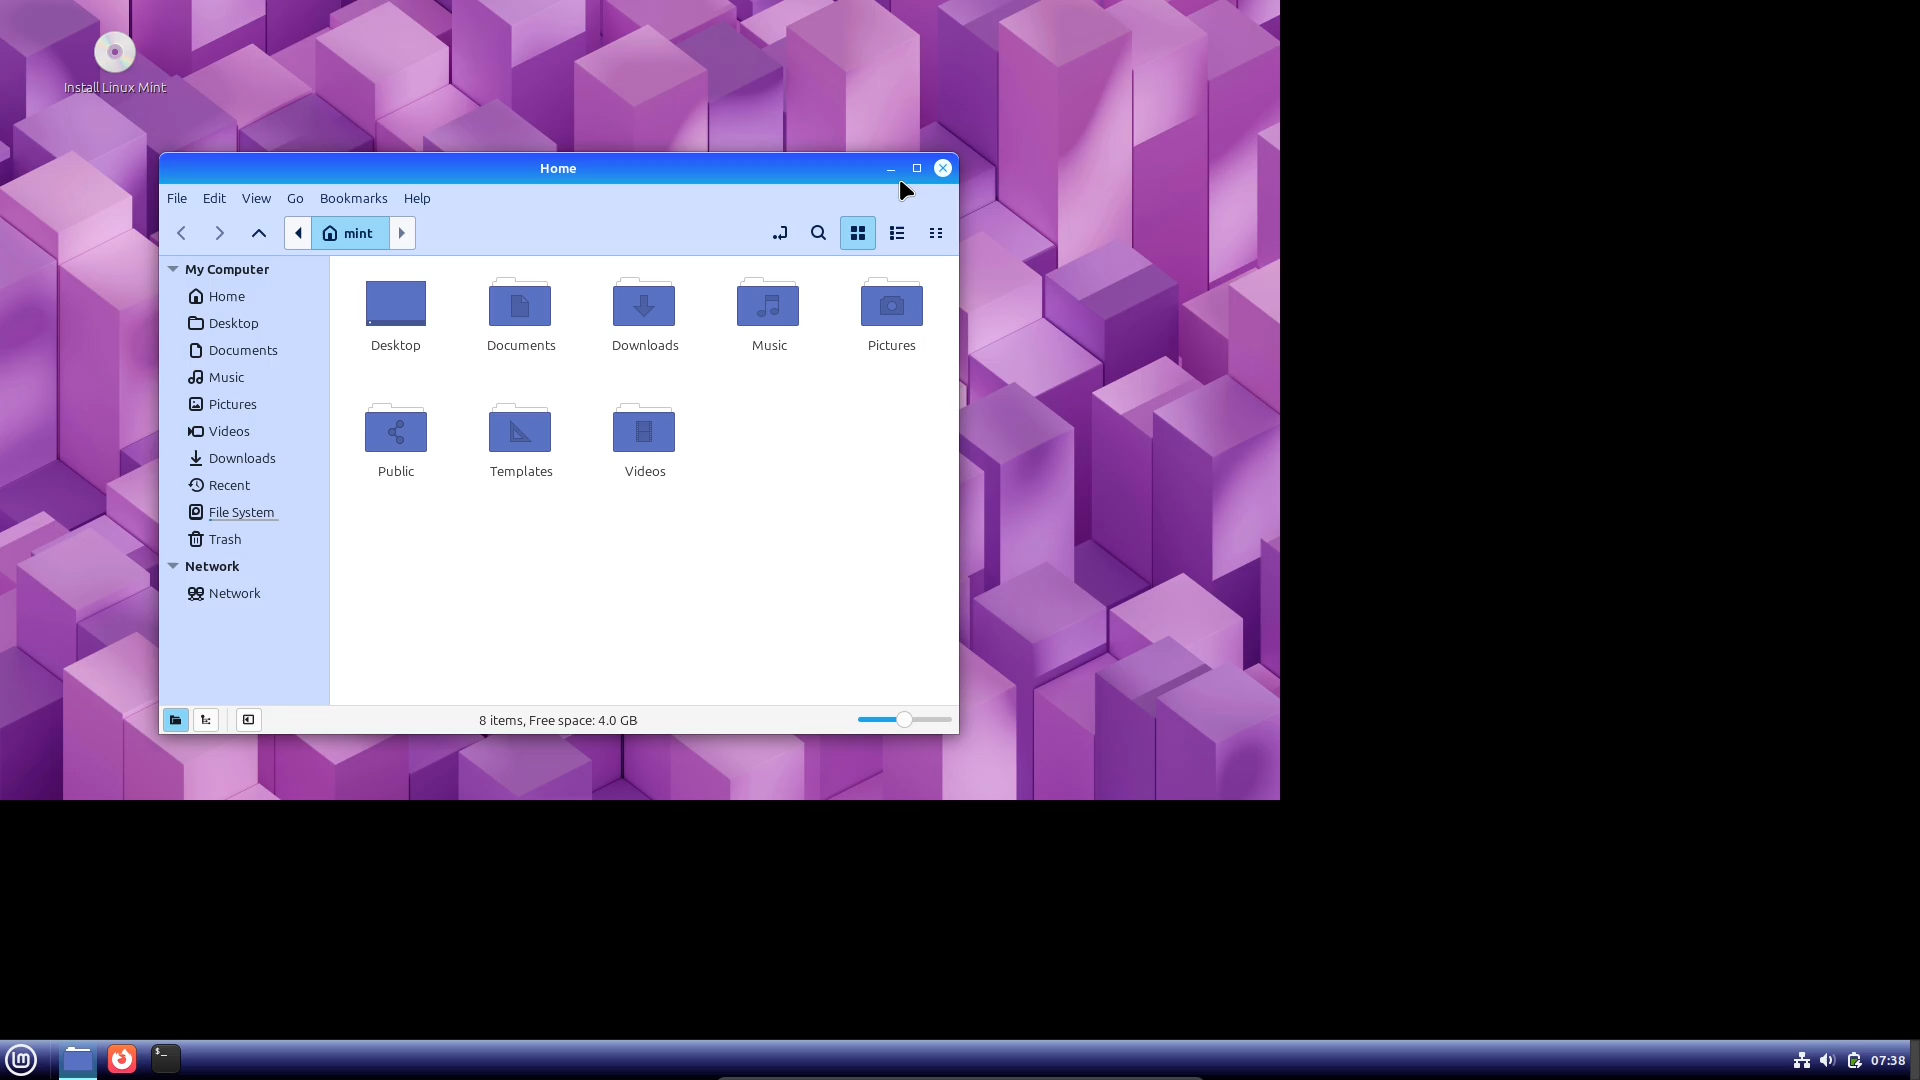 Install Linux Mint
Home
File Edit View Go Bookmarks Help
mint
My Computer
Home
Desktop
Documents
Music
Pictures
Videos
Downloads
Recent
File System
Trash
Network
Network
Desktop Documents Downloads Music Pictures
Public Templates Videos
8 items, Free space: 4.0 GB
lm
$_
07:38